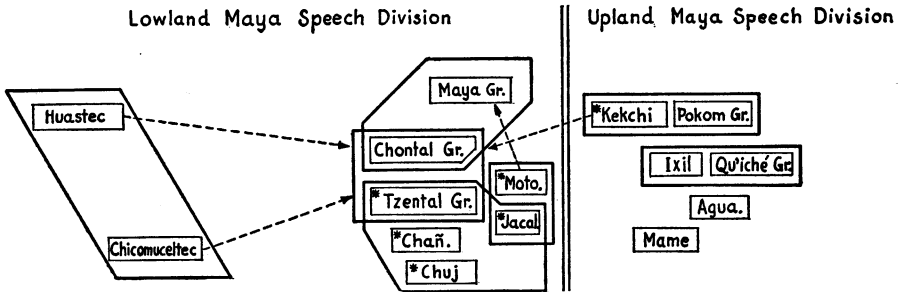 Lowland Maya Speech Division
Upland Maya Speech Division
Maya Gr.
Huastec
*Kekchi
Pokom Gr.
Chontal Gr.
Ixil
Qu'iché Gr.
*Moto.
*Tzental Gr.
*Jacal
Agua.
*Chañ.
Mame
Chicomuceltec
*Chuj